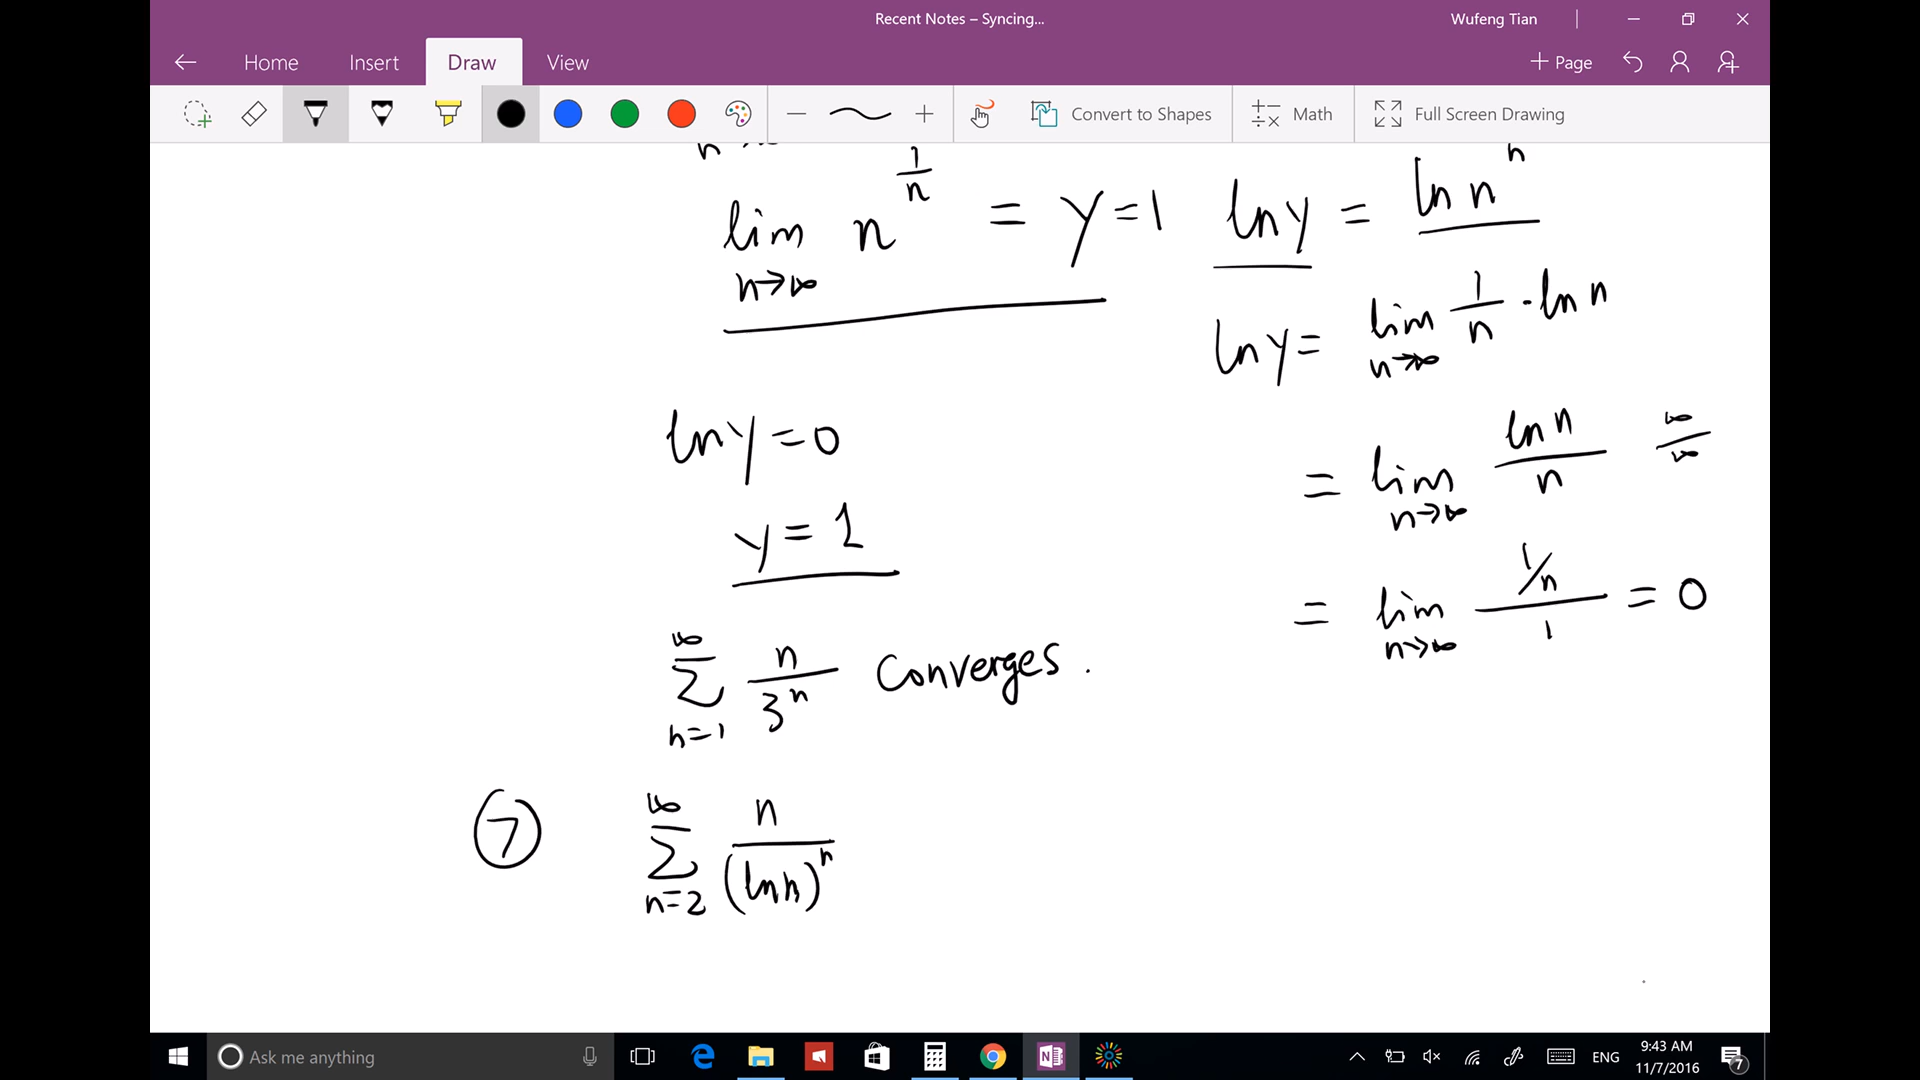 Recent Notes – Syncing...
Wufeng Tian
Home Insert Draw View
Page
Convert to Shapes Math Full Screen Drawing
lim n→∞ n^(1/n) = y = 1
ln y = ln n^n
ln y = lim n→∞ 1/n · ln n
ln y = 0
= lim n→∞ ln n / n ∞/∞
y = 1
= lim n→∞ (1/n)/1 = 0
∞ ∑ n=1 n/3^n Converges.
⑦ ∞ ∑ n=2 n/(ln n)^n
Ask me anything
ENG
9:43 AM
11/7/2016
7